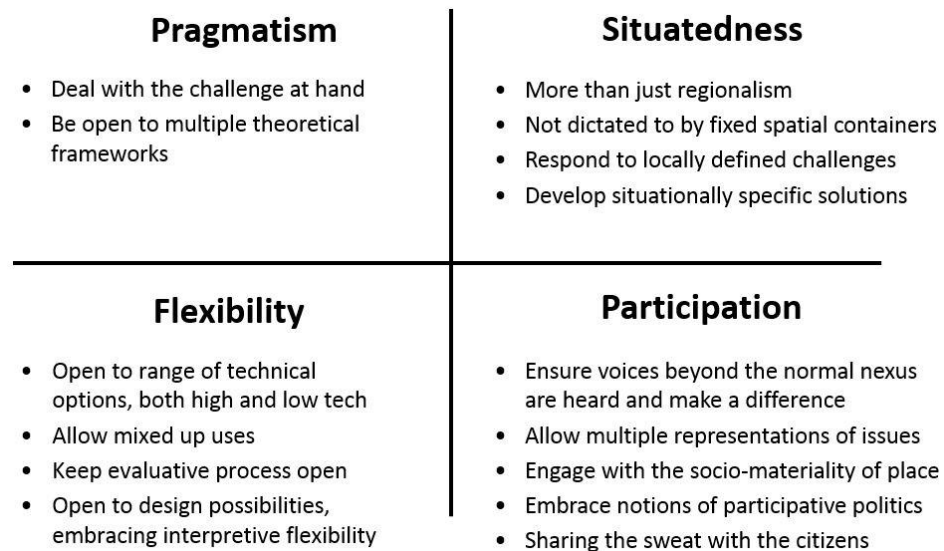 Pragmatism
• Deal with the challenge at hand
• Be open to multiple theoretical
frameworks
Situatedness
• More than just regionalism
• Not dictated to by fixed spatial containers
• Respond to locally defined challenges
• Develop situationally specific solutions
Flexibility
• Open to range of technical
options, both high and low tech
• Allow mixed up uses
• Keep evaluative process open
• Open to design possibilities,
embracing interpretive flexibility
Participation
• Ensure voices beyond the normal nexus
are heard and make a difference
• Allow multiple representations of issues
• Engage with the socio-materiality of place
• Embrace notions of participative politics
• Sharing the sweat with the citizens